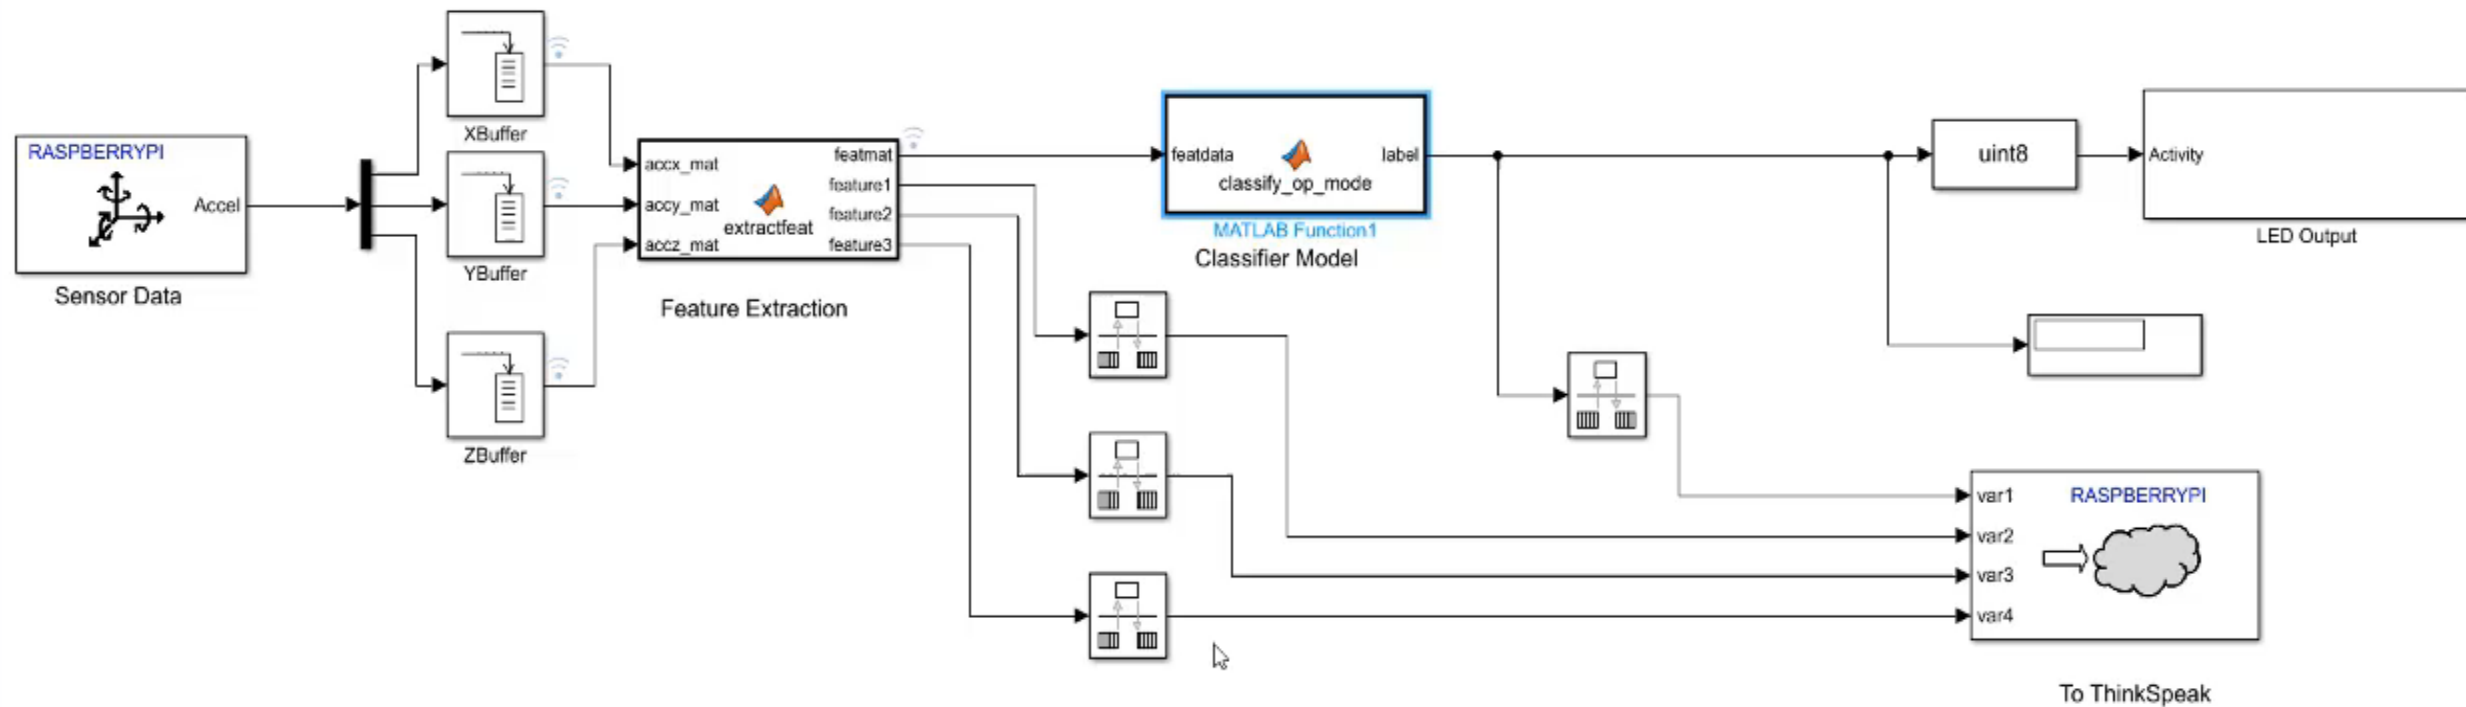 RASPBERRYPI
Accel
Sensor Data
XBuffer
YBuffer
ZBuffer
accx_mat
accy_mat
accz_mat
extractfeat
featmat
feature1
feature2
feature3
Feature Extraction
featdata
classify_op_mode
label
MATLAB Function1
Classifier Model
uint8
Activity
LED Output
var1
var2
var3
var4
RASPBERRYPI
To ThinkSpeak